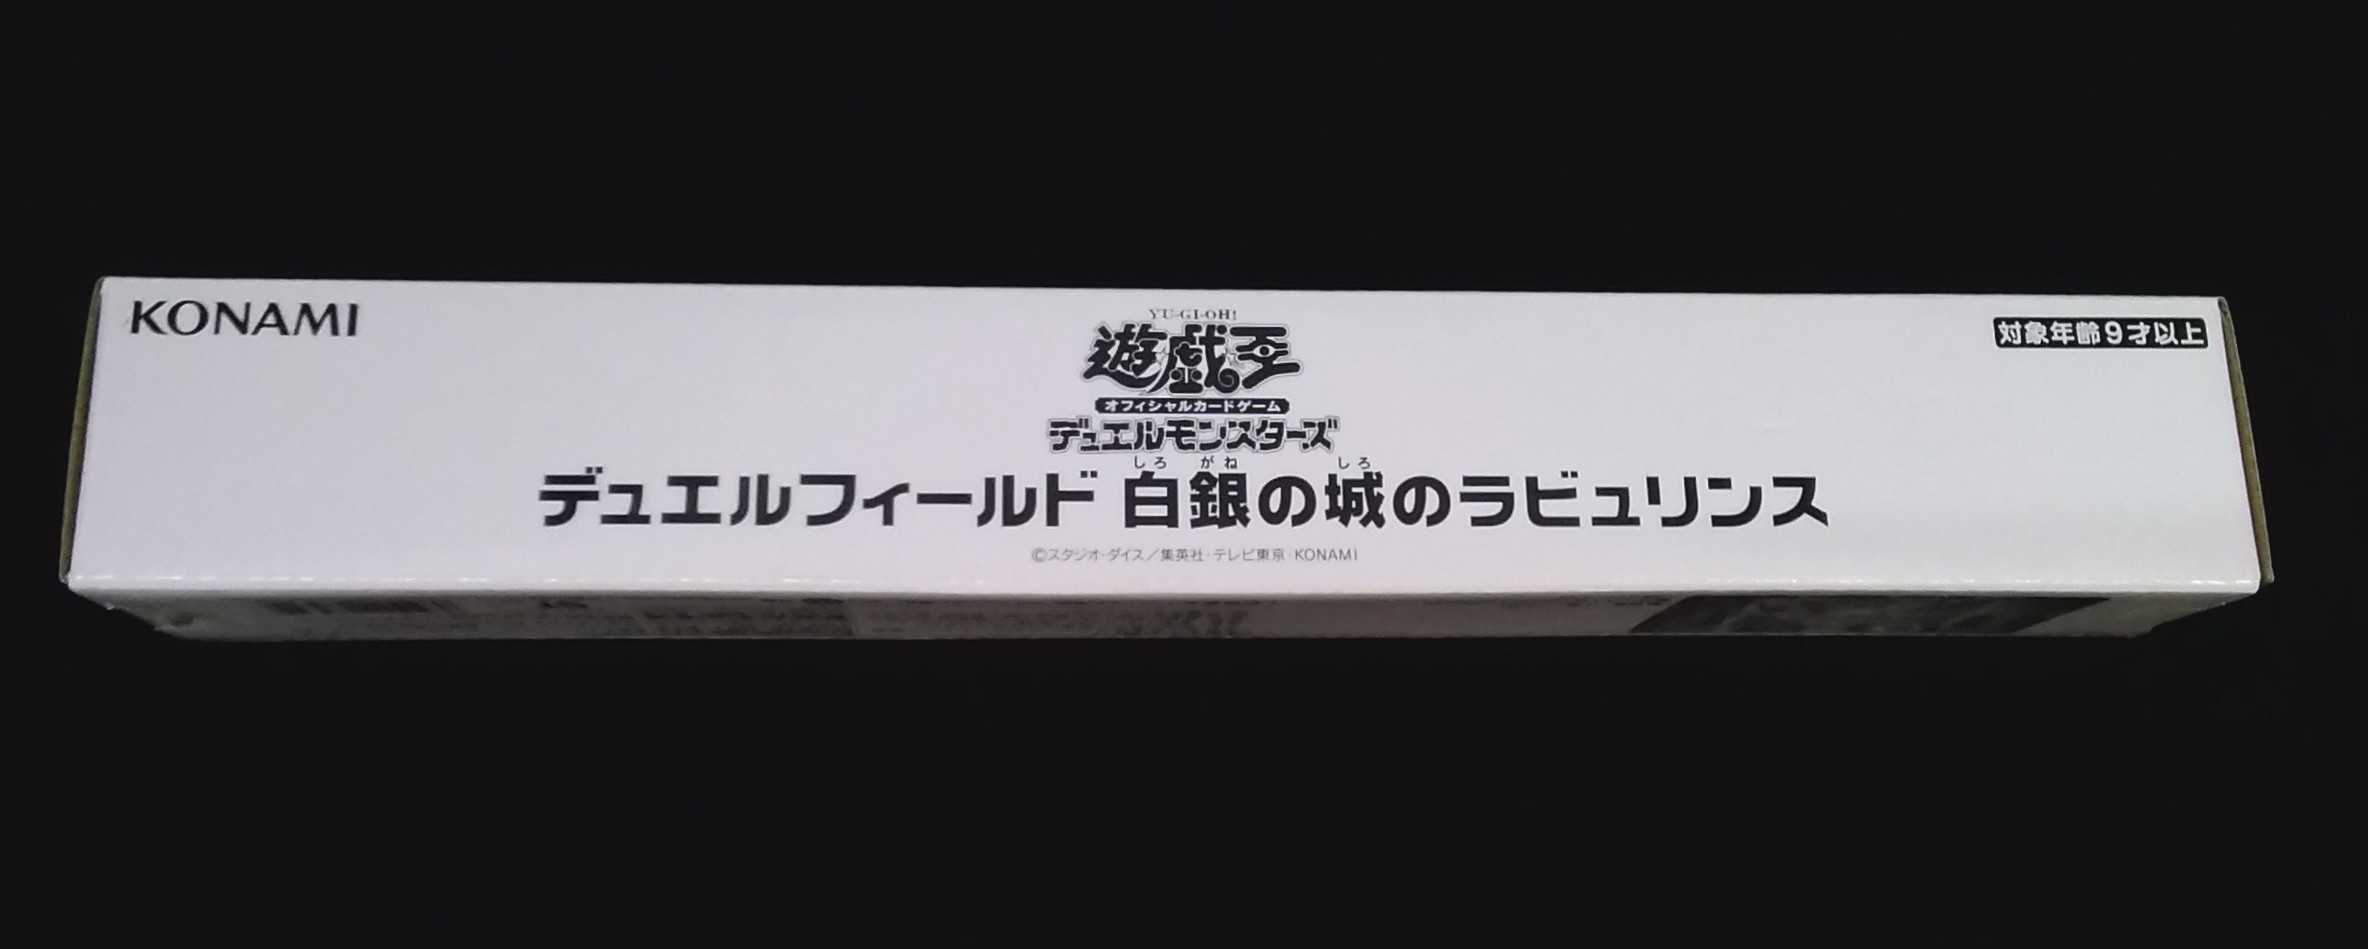 KONAMI
YU-GI-OH!
遊戯王
対象年齢9才以上
オフィシャルカードゲーム
デュエルモンスターズ
しろ がね しろ
デュエルフィールド 白銀の城のラビュリンス
©スタジオ・ダイス／集英社・テレビ東京・KONAMI